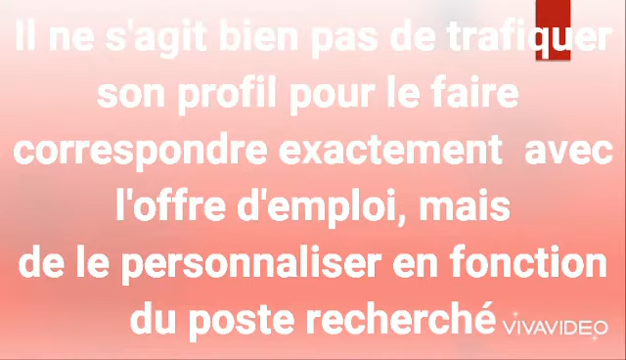 Il ne s'agit bien pas de trafiquer
son profil pour le faire
correspondre exactement avec
l'offre d'emploi, mais
de le personnaliser en fonction
du poste recherché
VIVAVIDEO